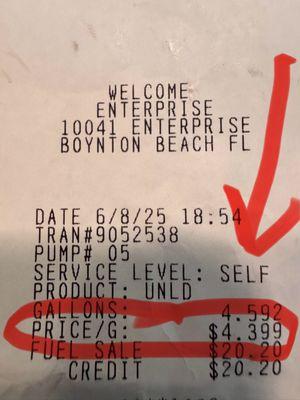 WELCOME
ENTERPRISE
10041 ENTERPRISE
BOYNTON BEACH FL
DATE 6/8/25 18:54
TRAN#9052538
PUMP# 05
SERVICE LEVEL: SELF
PRODUCT: UNLD
GALLONS: 4.592
PRICE/G: $4.399
FUEL SALE $20.20
CREDIT $20.20